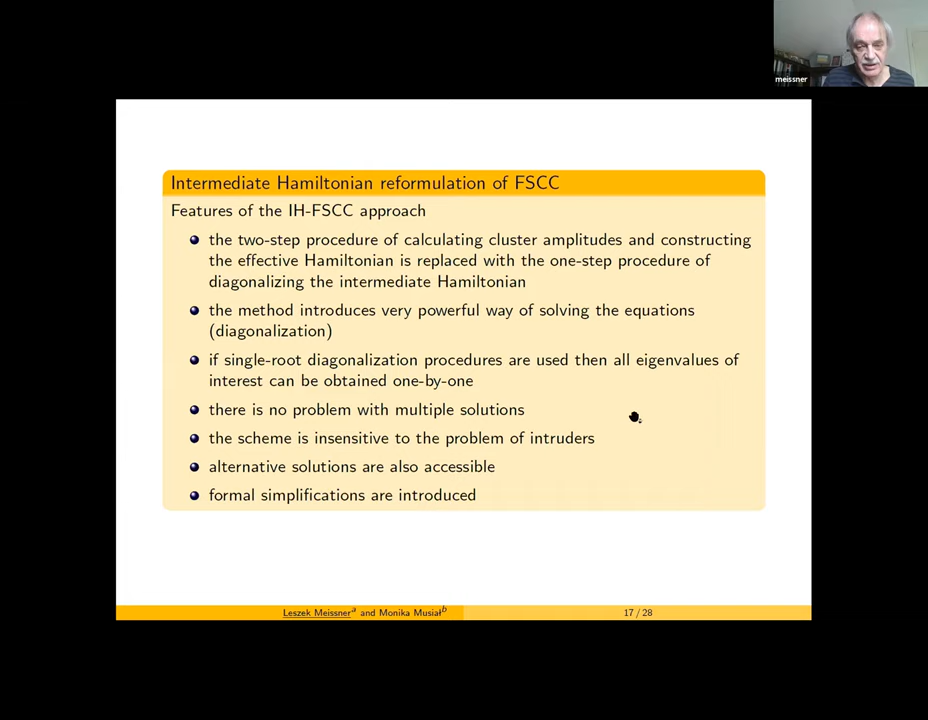 meissner
Intermediate Hamiltonian reformulation of FSCC
Features of the IH-FSCC approach
the two-step procedure of calculating cluster amplitudes and constructing
the effective Hamiltonian is replaced with the one-step procedure of
diagonalizing the intermediate Hamiltonian
the method introduces very powerful way of solving the equations
(diagonalization)
if single-root diagonalization procedures are used then all eigenvalues of
interest can be obtained one-by-one
there is no problem with multiple solutions
the scheme is insensitive to the problem of intruders
alternative solutions are also accessible
formal simplifications are introduced
Leszek Meissnerᵃ and Monika Musiałᵇ
17 / 28